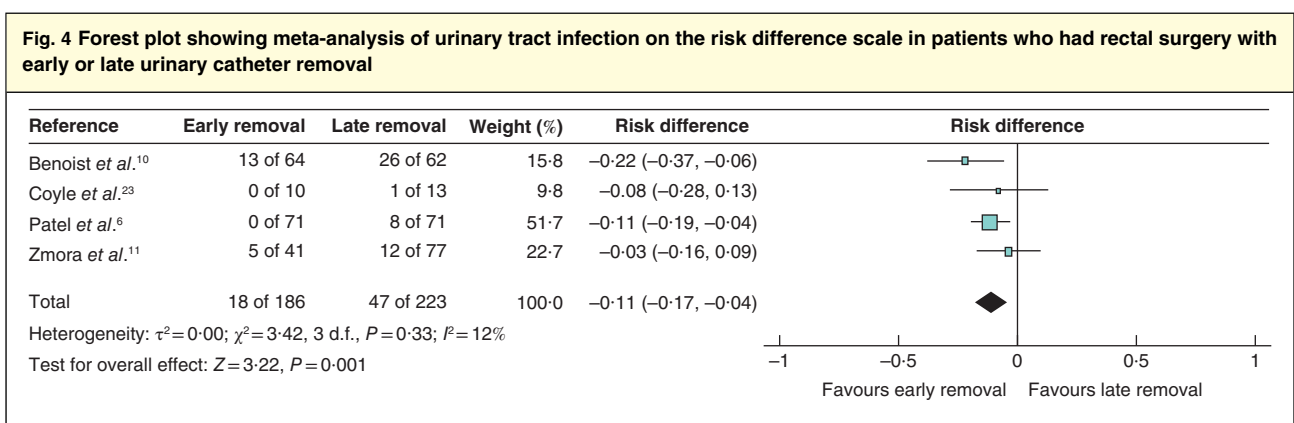 Fig. 4 Forest plot showing meta-analysis of urinary tract infection on the risk difference scale in patients who had rectal surgery with
early or late urinary catheter removal
Reference Early removal Late removal Weight (%) Risk difference Risk difference
Benoist et al.¹⁰ 13 of 64 26 of 62 15·8 –0·22 (–0·37, –0·06)
Coyle et al.²³ 0 of 10 1 of 13 9·8 –0·08 (–0·28, 0·13)
Patel et al.⁶ 0 of 71 8 of 71 51·7 –0·11 (–0·19, –0·04)
Zmora et al.¹¹ 5 of 41 12 of 77 22·7 –0·03 (–0·16, 0·09)
Total 18 of 186 47 of 223 100·0 –0·11 (–0·17, –0·04)
Heterogeneity: τ²=0·00; χ²=3·42, 3 d.f., P=0·33; I²=12%
Test for overall effect: Z=3·22, P=0·001
–1 –0·5 0 0·5 1
Favours early removal Favours late removal